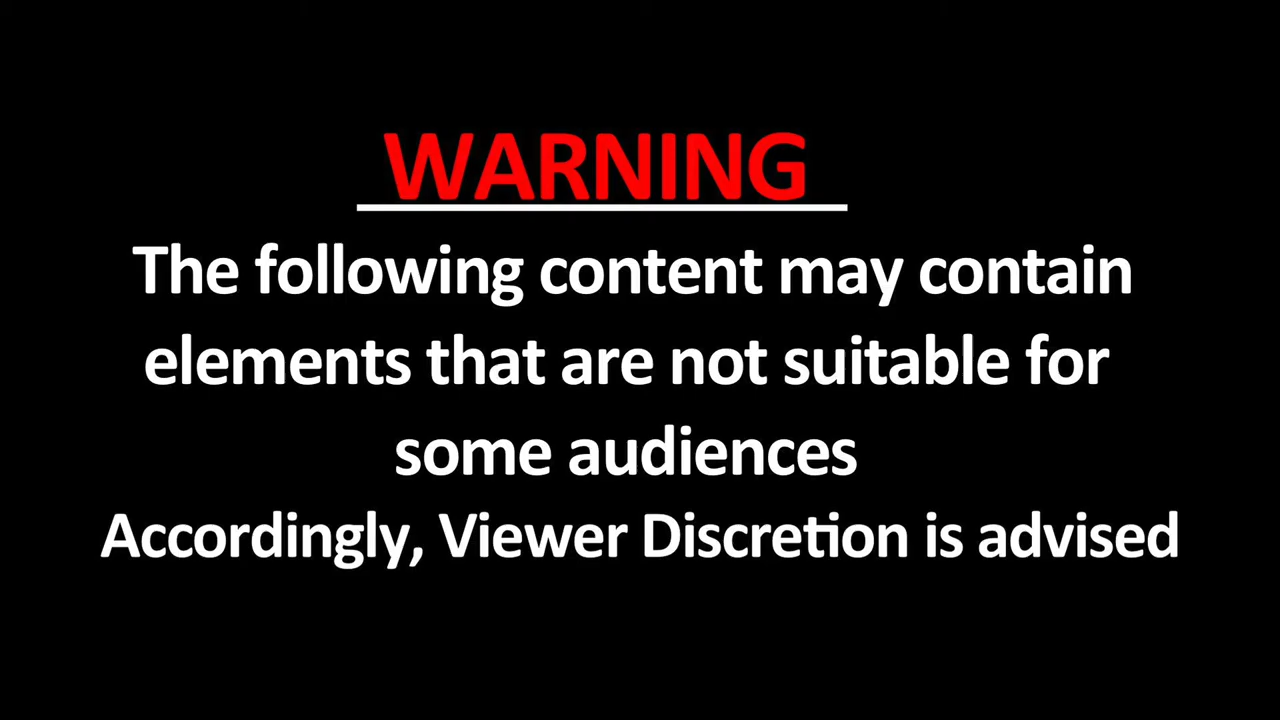 WARNING
The following content may contain
elements that are not suitable for
some audiences
Accordingly, Viewer Discretion is advised